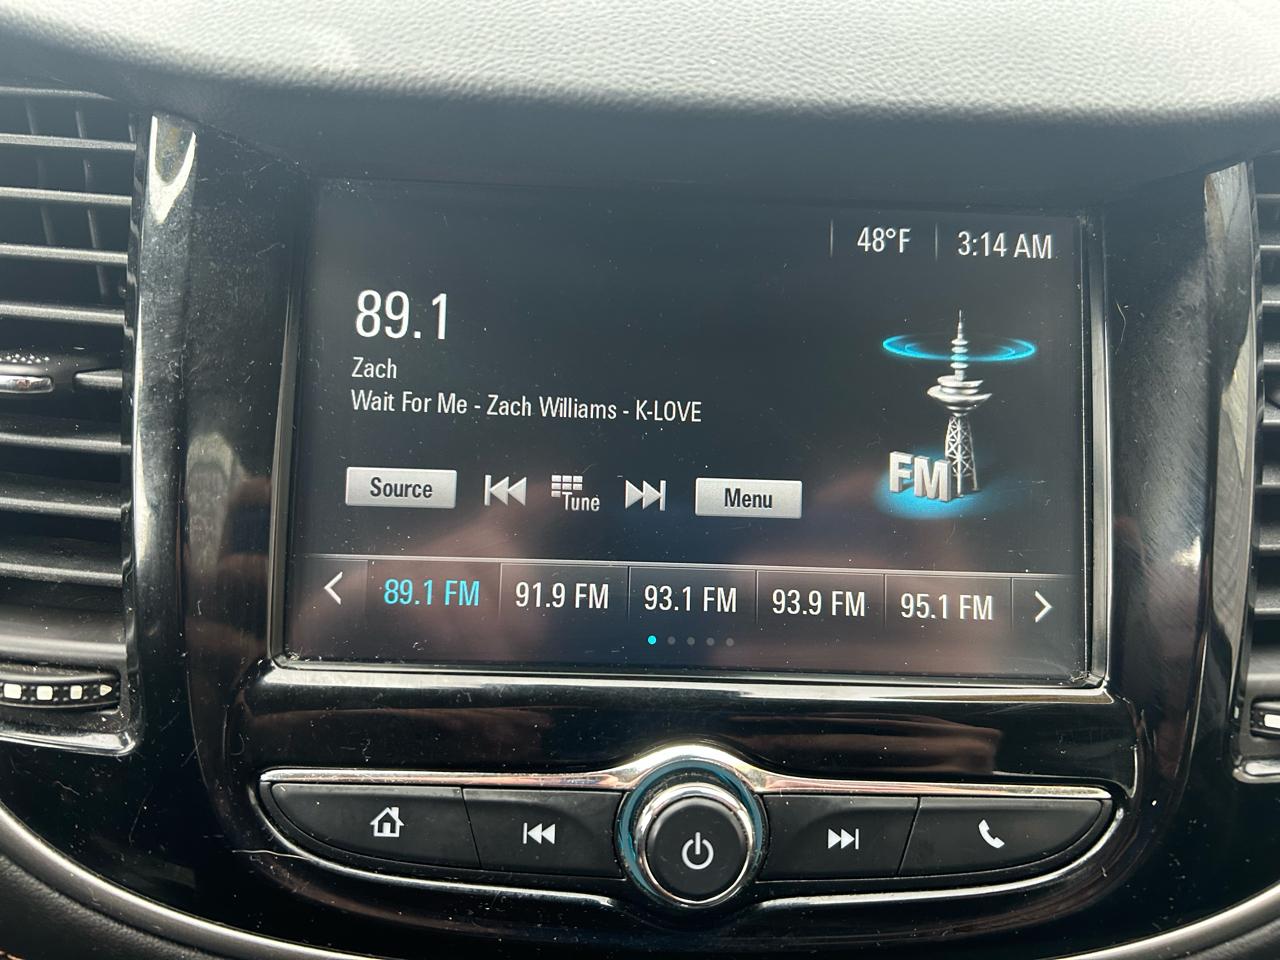 48°F 3:14 AM
89.1
Zach
Wait For Me - Zach Williams - K-LOVE
FM
Source Tune Menu
89.1 FM 91.9 FM 93.1 FM 93.9 FM 95.1 FM